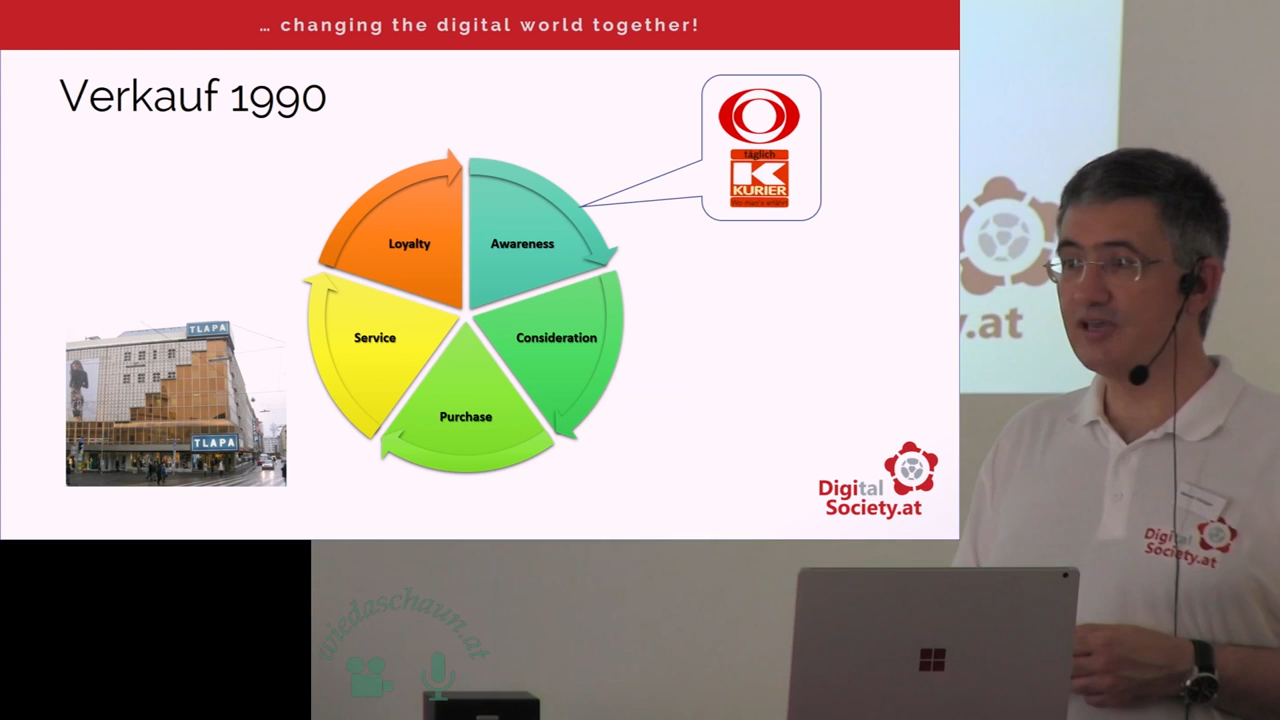 … changing the digital world together!
Verkauf 1990
täglich
K
KURIER
Loyalty
Awareness
Service
Consideration
Purchase
TLAPA
TLAPA
Digital
Society.at
y.at
Digital
Society.at
wiedaschaun.at